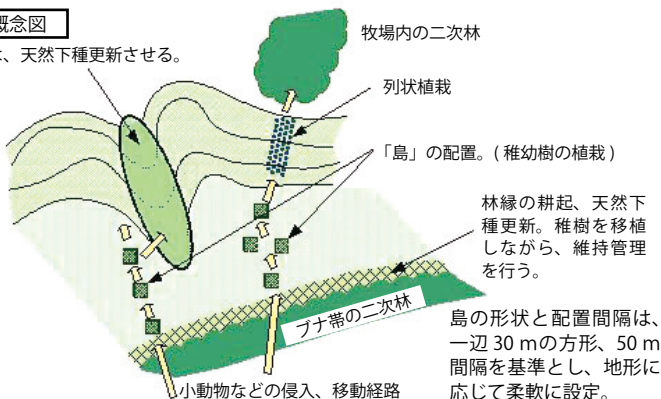 概念図
、天然下種更新させる。
牧場内の二次林
列状植栽
「島」の配置。( 稚幼樹の植栽 )
林縁の耕起、天然下
種更新。稚樹を移植
しながら、維持管理
を行う。
ブナ帯の二次林
島の形状と配置間隔は、
一辺 30 mの方形、50 m
間隔を基準とし、地形に
応じて柔軟に設定。
小動物などの侵入、移動経路